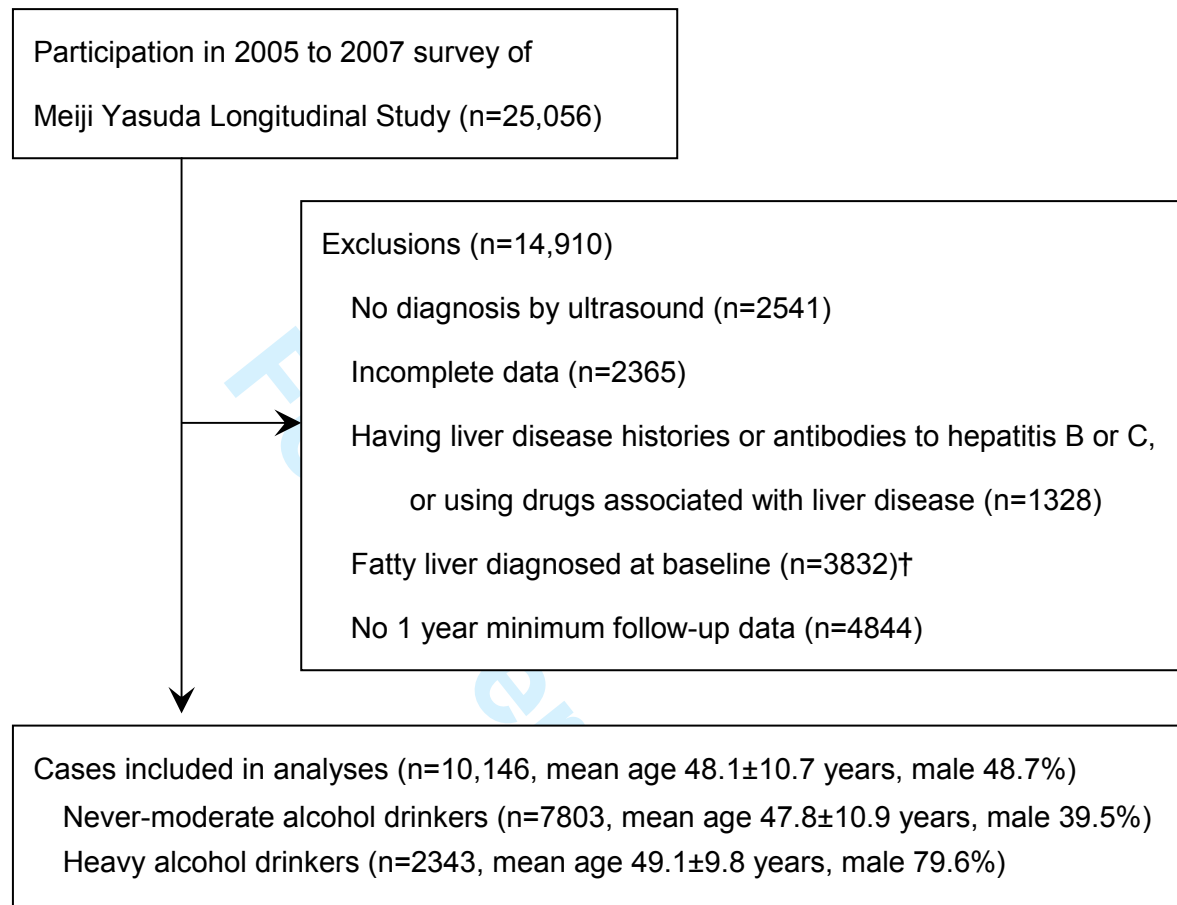 Participation in 2005 to 2007 survey of
Meiji Yasuda Longitudinal Study (n=25,056)
Exclusions (n=14,910)
No diagnosis by ultrasound (n=2541)
Incomplete data (n=2365)
Having liver disease histories or antibodies to hepatitis B or C,
or using drugs associated with liver disease (n=1328)
Fatty liver diagnosed at baseline (n=3832)†
No 1 year minimum follow-up data (n=4844)
Cases included in analyses (n=10,146, mean age 48.1±10.7 years, male 48.7%)
Never-moderate alcohol drinkers (n=7803, mean age 47.8±10.9 years, male 39.5%)
Heavy alcohol drinkers (n=2343, mean age 49.1±9.8 years, male 79.6%)